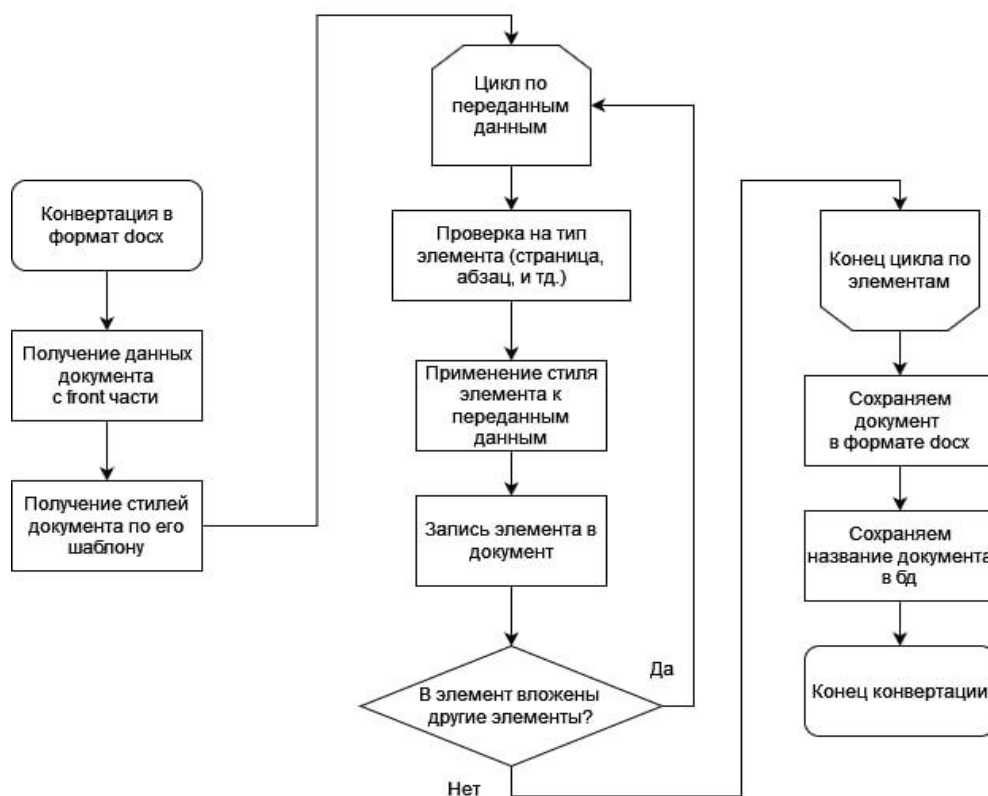 Конвертация в
формат docx
Получение данных
документа
с front части
Получение стилей
документа по его
шаблону
Цикл по
переданным
данным
Проверка на тип
элемента (страница,
абзац, и тд.)
Применение стиля
элемента к
переданным
данным
Запись элемента в
документ
В элемент вложены
другие элементы?
Да
Нет
Конец цикла по
элементам
Сохраняем
документ
в формате docx
Сохраняем
название документа
в бд
Конец конвертации